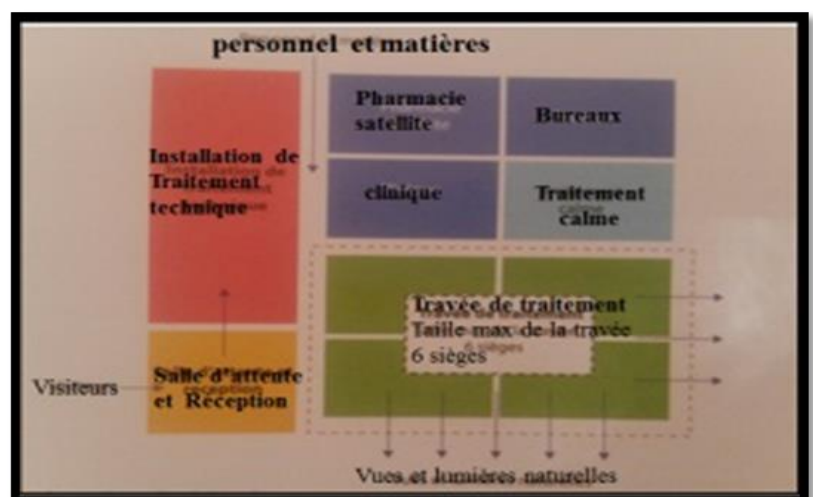 personnel et matières
Pharmacie
satellite
Bureaux
Installation de
Traitement
technique
clinique
Traitement
calme
Travée de traitement
Taille max de la travée
6 sièges
Visiteurs
Salle d'attente
et Réception
Vues et lumières naturelles